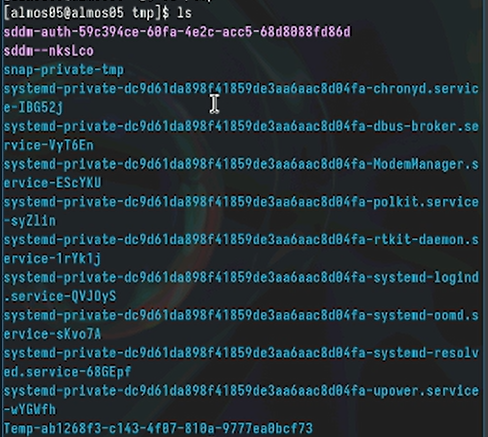 [almos05@almos05 tmp]$ ls
sddm-auth-59c394ce-60fa-4e2c-acc5-68d8088fd86d
sddm--nksLco
snap-private-tmp
systemd-private-dc9d61da898f41859de3aa6aac8d04fa-chronyd.servic
e-IBG52j
systemd-private-dc9d61da898f41859de3aa6aac8d04fa-dbus-broker.se
rvice-VyT6En
systemd-private-dc9d61da898f41859de3aa6aac8d04fa-ModemManager.s
ervice-EScYKU
systemd-private-dc9d61da898f41859de3aa6aac8d04fa-polkit.service
-syZlin
systemd-private-dc9d61da898f41859de3aa6aac8d04fa-rtkit-daemon.s
ervice-1rYk1j
systemd-private-dc9d61da898f41859de3aa6aac8d04fa-systemd-logind
.service-QVJOyS
systemd-private-dc9d61da898f41859de3aa6aac8d04fa-systemd-oomd.s
ervice-sKvo7A
systemd-private-dc9d61da898f41859de3aa6aac8d04fa-systemd-resolv
ed.service-68GEpf
systemd-private-dc9d61da898f41859de3aa6aac8d04fa-upower.service
-wYGWfh
Temp-ab1268f3-c143-4f07-810a-9777ea0bcf73